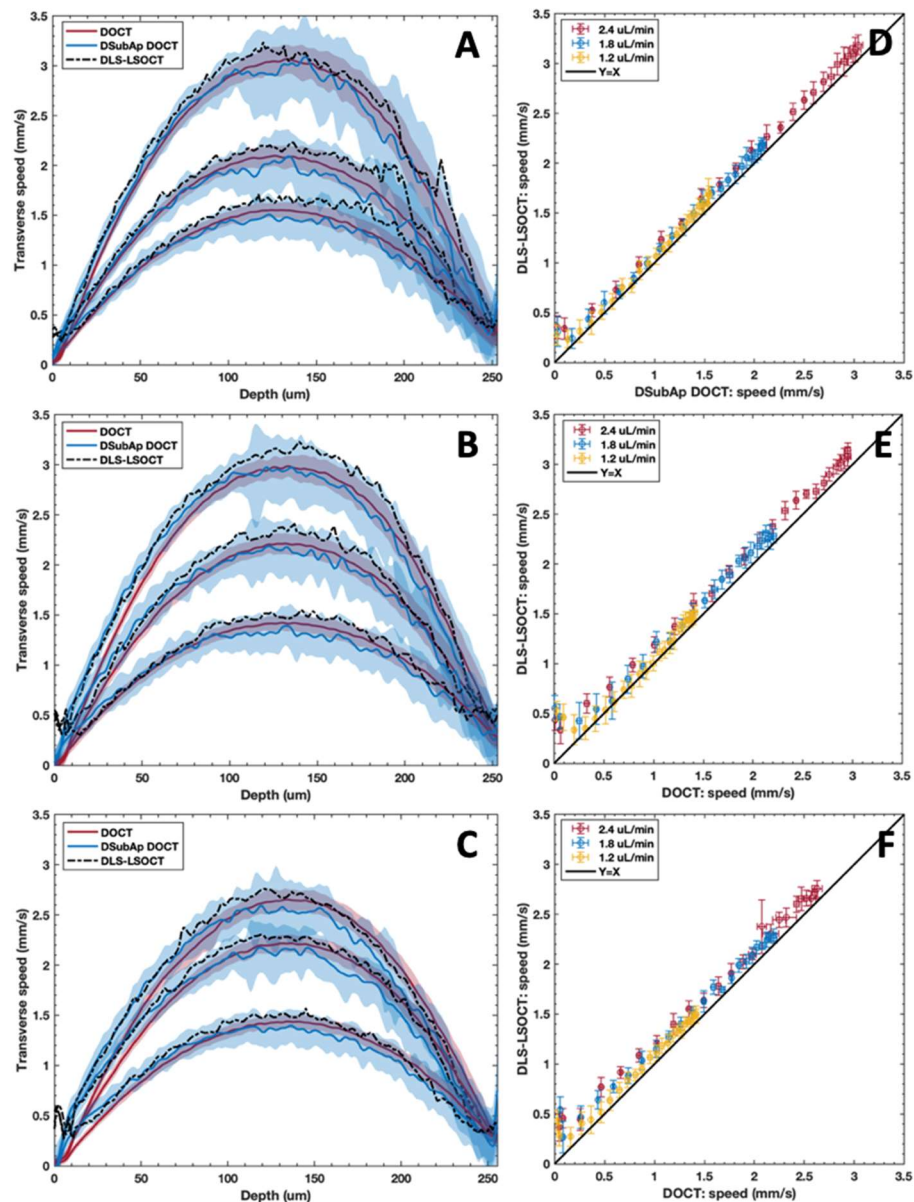 A
DOCT
DSubAp DOCT
DLS-LSOCT
Transverse speed (mm/s)
3.5
3
2.5
2
1.5
1
0.5
0
0 50 100 150 200 250
Depth (um)
D
2.4 uL/min
1.8 uL/min
1.2 uL/min
Y=X
DLS-LSOCT: speed (mm/s)
3.5
3
2.5
2
1.5
1
0.5
0
0 0.5 1 1.5 2 2.5 3 3.5
DSubAp DOCT: speed (mm/s)
B
DOCT
DSubAp DOCT
DLS-LSOCT
Transverse speed (mm/s)
3.5
3
2.5
2
1.5
1
0.5
0
0 50 100 150 200 250
Depth (um)
E
2.4 uL/min
1.8 uL/min
1.2 uL/min
Y=X
DLS-LSOCT: speed (mm/s)
3.5
3
2.5
2
1.5
1
0.5
0
0 0.5 1 1.5 2 2.5 3 3.5
DOCT: speed (mm/s)
C
DOCT
DSubAp DOCT
DLS-LSOCT
Transverse speed (mm/s)
3.5
3
2.5
2
1.5
1
0.5
0
0 50 100 150 200 250
Depth (um)
F
2.4 uL/min
1.8 uL/min
1.2 uL/min
Y=X
DLS-LSOCT: speed (mm/s)
3.5
3
2.5
2
1.5
1
0.5
0
0 0.5 1 1.5 2 2.5 3 3.5
DOCT: speed (mm/s)